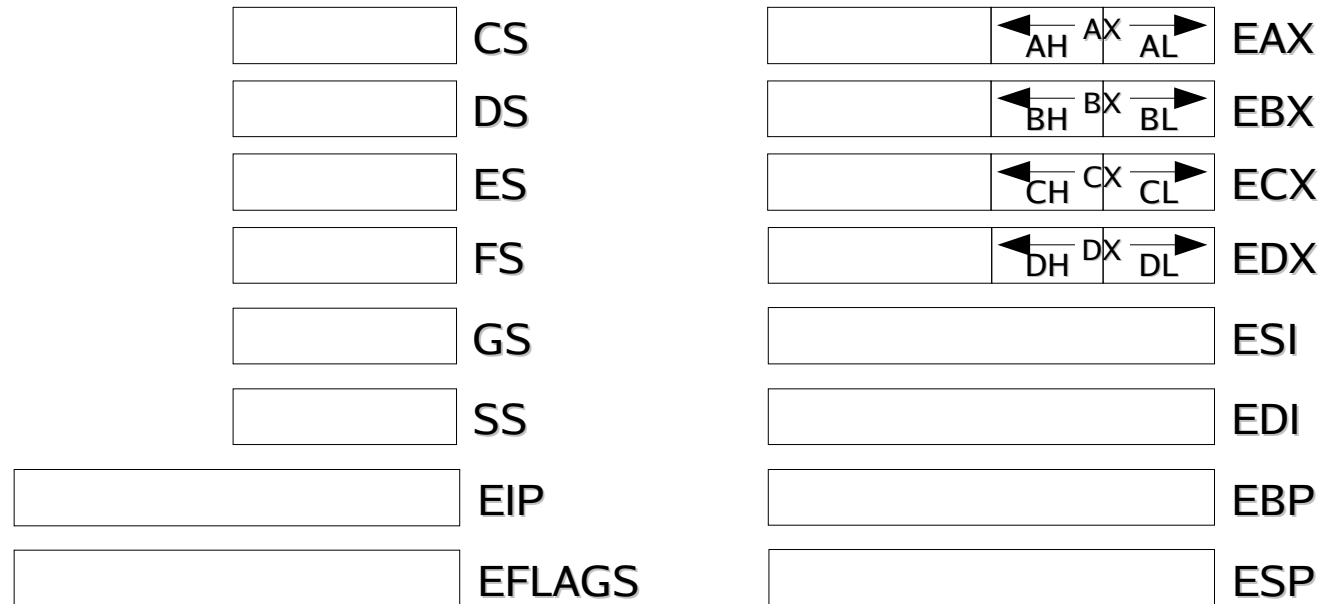 CS
DS
ES
FS
GS
SS
EIP
EFLAGS
AH AX AL EAX
BH BX BL EBX
CH CX CL ECX
DH DX DL EDX
ESI
EDI
EBP
ESP